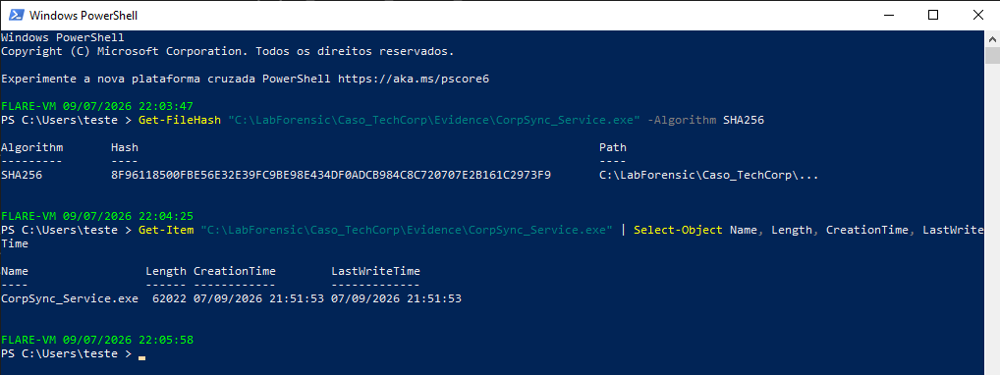 Windows PowerShell
Windows PowerShell
Copyright (C) Microsoft Corporation. Todos os direitos reservados.
Experimente a nova plataforma cruzada PowerShell https://aka.ms/pscore6
FLARE-VM 09/07/2026 22:03:47
PS C:\Users\teste > Get-FileHash "C:\LabForensic\Caso_TechCorp\Evidence\CorpSync_Service.exe" -Algorithm SHA256
Algorithm       Hash                                                                   Path
---------       ----                                                                   ----
SHA256          8F96118500FBE56E32E39FC9BE98E434DF0ADCB984C8C720707E2B161C2973F9       C:\LabForensic\Caso_TechCorp\...
FLARE-VM 09/07/2026 22:04:25
PS C:\Users\teste > Get-Item "C:\LabForensic\Caso_TechCorp\Evidence\CorpSync_Service.exe" | Select-Object Name, Length, CreationTime, LastWrite
Time
Name                 Length CreationTime        LastWriteTime
----                 ------ ------------        -------------
CorpSync_Service.exe  62022 07/09/2026 21:51:53 07/09/2026 21:51:53
FLARE-VM 09/07/2026 22:05:58
PS C:\Users\teste >